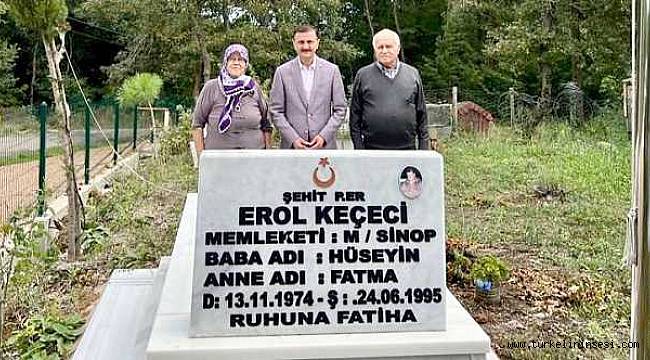 ŞEHİT P.ER
EROL KEÇECİ
MEMLEKETİ : M / SİNOP
BABA ADI : HÜSEYİN
ANNE ADI : FATMA
D: 13.11.1974 - Ş : .24.06.1995
RUHUNA FATİHA
www.turkelininsesi.com